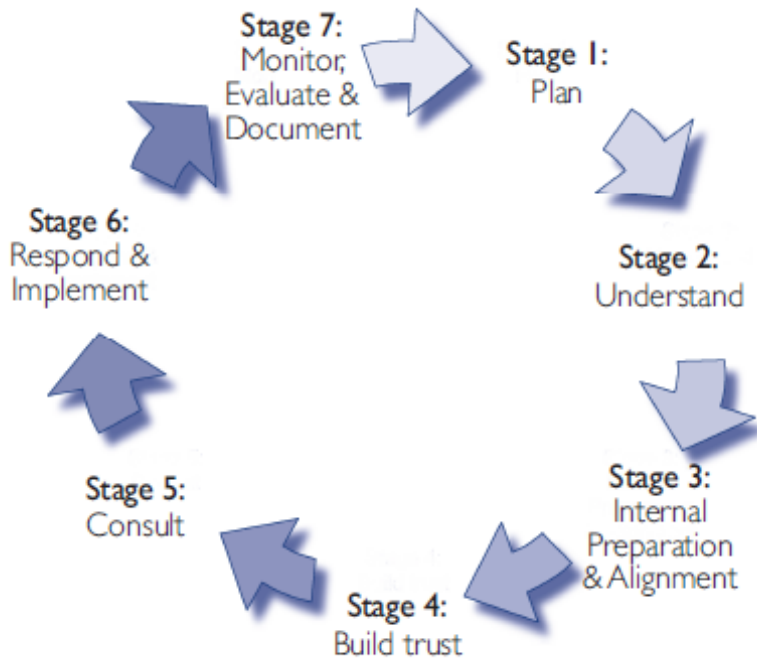 Stage 1:
Plan
Stage 2:
Understand
Stage 3:
Internal
Preparation
& Alignment
Stage 4:
Build trust
Stage 5:
Consult
Stage 6:
Respond &
Implement
Stage 7:
Monitor,
Evaluate &
Document